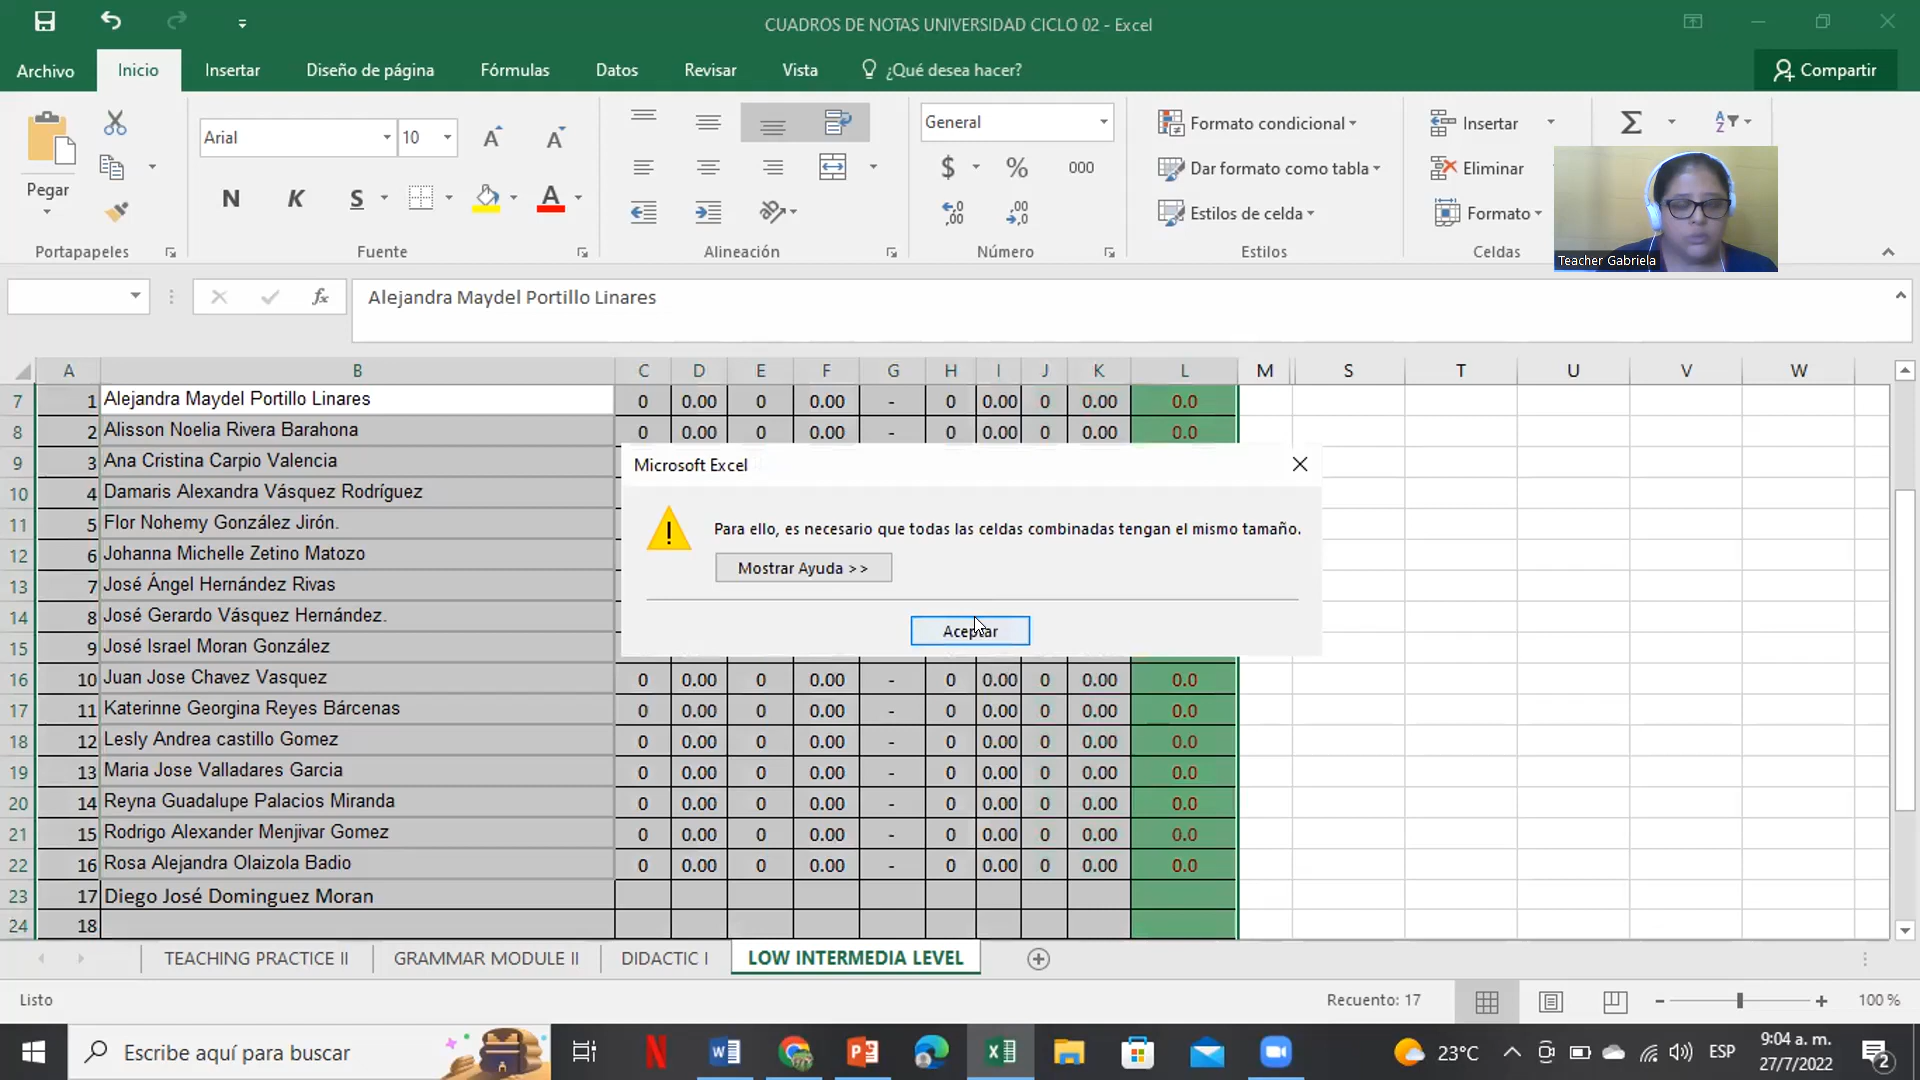 CUADROS DE NOTAS UNIVERSIDAD CICLO 02 - Excel
Archivo Inicio Insertar Diseño de página Fórmulas Datos Revisar Vista ¿Qué desea hacer? Compartir
Pegar
Arial 10
N K S
General
$ % 000
Formato condicional
Dar formato como tabla
Estilos de celda
Insertar
Eliminar
Formato
Portapapeles Fuente Alineación Número Estilos Celdas
Teacher Gabriela
fx Alejandra Maydel Portillo Linares
A B C D E F G H I J K L M S T U V W
7 1 Alejandra Maydel Portillo Linares 0 0.00 0 0.00 - 0 0.00 0 0.00 0.0
8 2 Alisson Noelia Rivera Barahona 0 0.00 0 0.00 - 0 0.00 0 0.00 0.0
9 3 Ana Cristina Carpio Valencia
10 4 Damaris Alexandra Vásquez Rodríguez
11 5 Flor Nohemy González Jirón.
12 6 Johanna Michelle Zetino Matozo
13 7 José Ángel Hernández Rivas
14 8 José Gerardo Vásquez Hernández.
15 9 José Israel Moran González
16 10 Juan Jose Chavez Vasquez 0 0.00 0 0.00 - 0 0.00 0 0.00 0.0
17 11 Katerinne Georgina Reyes Bárcenas 0 0.00 0 0.00 - 0 0.00 0 0.00 0.0
18 12 Lesly Andrea castillo Gomez 0 0.00 0 0.00 - 0 0.00 0 0.00 0.0
19 13 Maria Jose Valladares Garcia 0 0.00 0 0.00 - 0 0.00 0 0.00 0.0
20 14 Reyna Guadalupe Palacios Miranda 0 0.00 0 0.00 - 0 0.00 0 0.00 0.0
21 15 Rodrigo Alexander Menjivar Gomez 0 0.00 0 0.00 - 0 0.00 0 0.00 0.0
22 16 Rosa Alejandra Olaizola Badio 0 0.00 0 0.00 - 0 0.00 0 0.00 0.0
23 17 Diego José Dominguez Moran
24 18
Microsoft Excel
Para ello, es necesario que todas las celdas combinadas tengan el mismo tamaño.
Mostrar Ayuda >>
Aceptar
TEACHING PRACTICE II GRAMMAR MODULE II DIDACTIC I LOW INTERMEDIA LEVEL
Listo Recuento: 17 100 %
Escribe aquí para buscar 23°C ESP 9:04 a. m.
27/7/2022
2